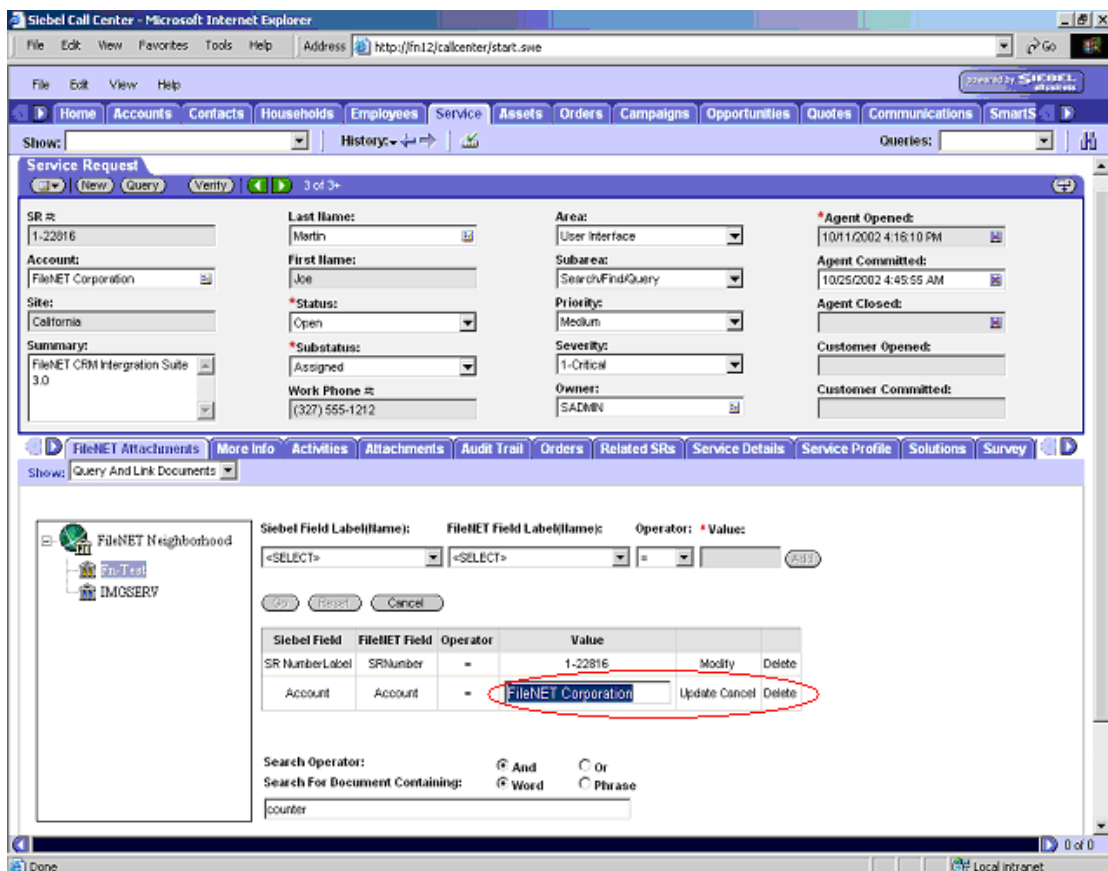 Siebel Call Center - Microsoft Internet Explorer
File Edit View Favorites Tools Help Address http://fn12/callcenter/start.swe Go
File Edit View Help powered by SIEBEL
Home Accounts Contacts Households Employees Service Assets Orders Campaigns Opportunities Quotes Communications SmartS
Show: History: Queries:
Service Request
New Query Verify 3 of 3+
SR #: Last Name: Area: *Agent Opened:
1-22816 Martin User Interface 10/11/2002 4:16:10 PM
Account: First Name: Subarea: Agent Committed:
FileNET Corporation Joe Search/Find/Query 10/25/2002 4:45:55 AM
Site: *Status: Priority: Agent Closed:
California Open Medium
Summary: *Substatus: Severity: Customer Opened:
FileNET CRM Intergration Suite 3.0 Assigned 1-Critical
Work Phone #: Owner: Customer Committed:
(327) 555-1212 SADMIN
FileNET Attachments More Info Activities Attachments Audit Trail Orders Related SRs Service Details Service Profile Solutions Survey
Show: Query And Link Documents
FileNET Neighborhood
Fn-Test
IMGSERV
Siebel Field Label(Name): FileNET Field Label(Name): Operator: *Value:
<SELECT> <SELECT> = Add
Go Reset Cancel
Siebel Field FileNET Field Operator Value
SR NumberLabel SRNumber = 1-22816 Modify Delete
Account Account = FileNET Corporation Update Cancel Delete
Search Operator: And Or
Search For Document Containing: Word Phrase
counter
0 of 0
Done Local intranet